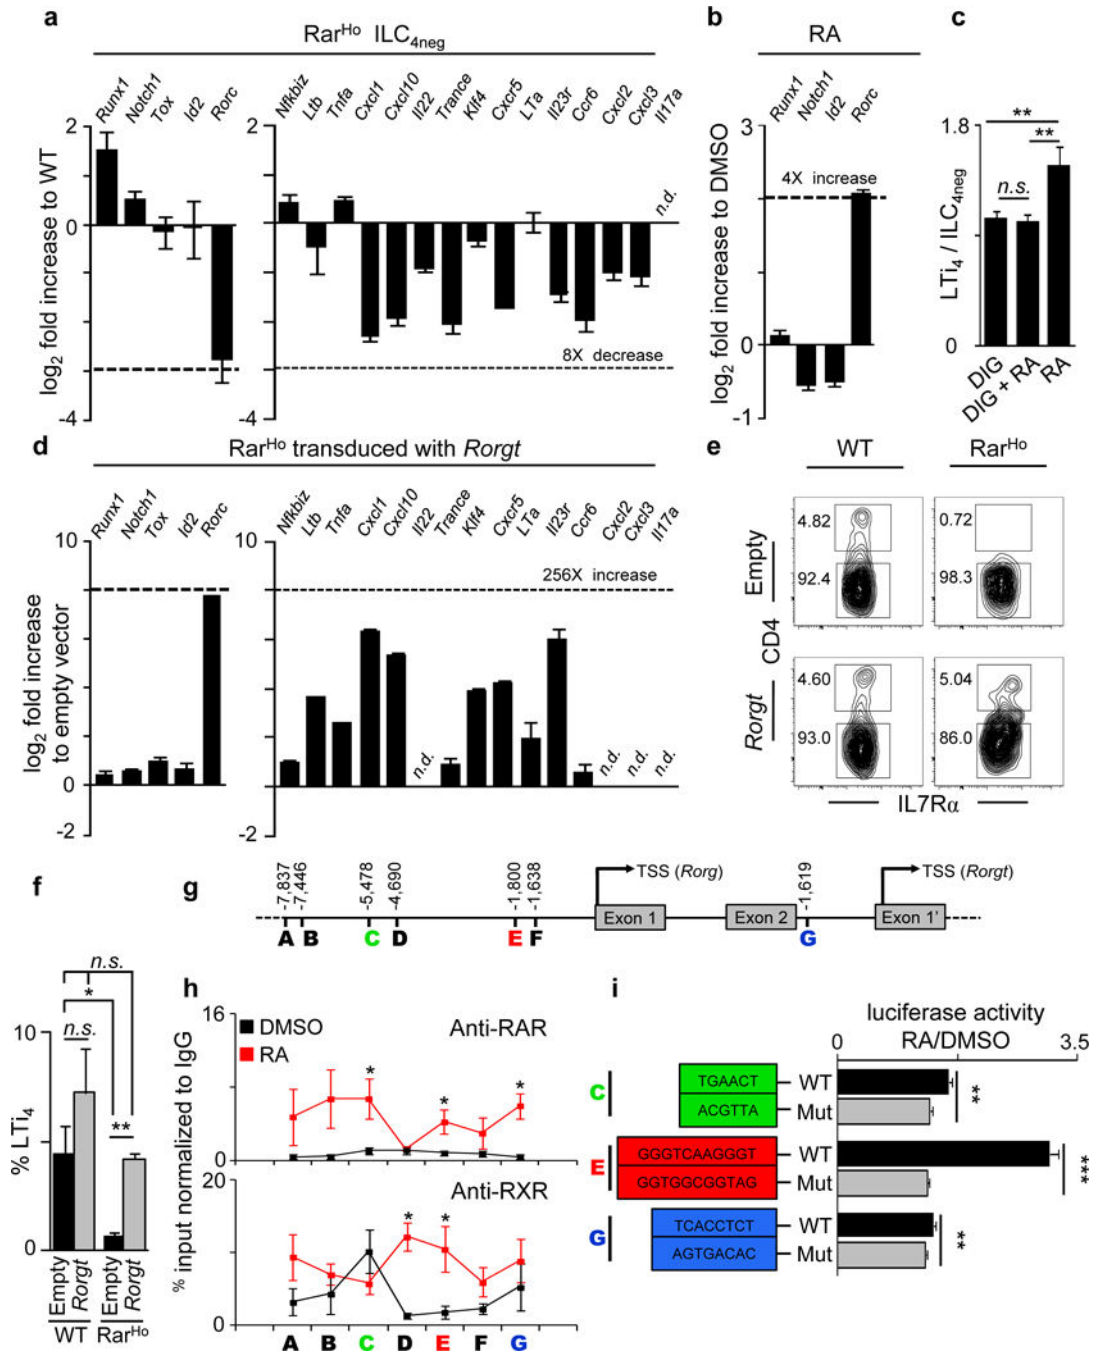 a
Rar^Ho ILC_4neg
Runx1
Notch1
Tox
Id2
Rorc
Nfkbiz
Ltb
Tnfa
Cxcl1
Cxcl10
Il22
Trance
Klf4
Cxcr5
LTa
Il23r
Ccr6
Cxcl2
Cxcl3
Il17a
log2 fold increase to WT
2
0
-4
2
0
-4
n.d.
8X decrease
b
RA
Runx1
Notch1
Id2
Rorc
log2 fold increase to DMSO
3
0
-1
4X increase
c
LTi4 / ILC4neg
1.8
0
**
**
n.s.
DIG
DIG + RA
RA
d
Rar^Ho transduced with Rorgt
Runx1
Notch1
Tox
Id2
Rorc
Nfkbiz
Ltb
Tnfa
Cxcl1
Cxcl10
Il22
Trance
Klf4
Cxcr5
LTa
Il23r
Ccr6
Cxcl2
Cxcl3
Il17a
log2 fold increase
to empty vector
10
0
-2
10
0
-2
256X increase
n.d.
n.d.
n.d.
n.d.
e
WT
Rar^Ho
Empty
Rorgt
CD4
4.82
92.4
0.72
98.3
4.60
93.0
5.04
86.0
IL7Rα
f
% LTi4
10
0
n.s.
*
n.s.
**
Empty
Rorgt
Empty
Rorgt
WT
Rar^Ho
g
-7,837
-7,446
-5,478
-4,690
-1,800
-1,638
TSS (Rorg)
-1,619
TSS (Rorgt)
Exon 1
Exon 2
Exon 1'
A
B
C
D
E
F
G
h
% input normalized to IgG
16
0
DMSO
RA
Anti-RAR
*
*
*
20
0
Anti-RXR
*
*
A
B
C
D
E
F
G
i
luciferase activity
RA/DMSO
0
3.5
C
TGAACT
WT
ACGTTA
Mut
**
E
GGGTCAAGGGT
WT
GGTGGCGGTAG
Mut
***
G
TCACCTCT
WT
AGTGACAC
Mut
**